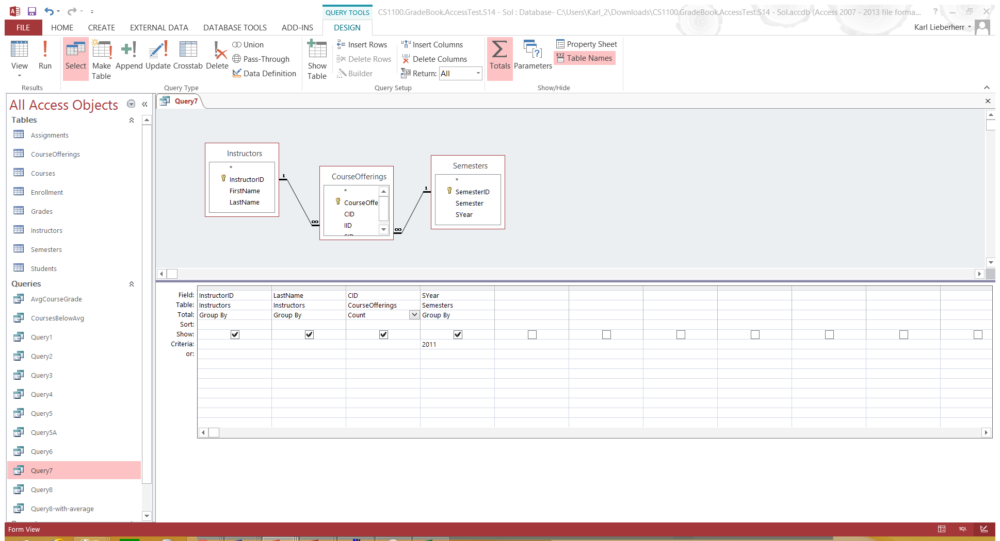 QUERY TOOLS
CS1100.GradeBook.AccessTest.S14 - Sol : Database- C:\Users\Karl_2\Downloads\CS1100.GradeBook.AccessTest.S14 - Sol.accdb (Access 2007 - 2013 file forma...
?
FILE HOME CREATE EXTERNAL DATA DATABASE TOOLS ADD-INS DESIGN
Karl Lieberherr
View
Run
Results
Select
Make Table
Append
Update
Crosstab
Delete
Union
Pass-Through
Data Definition
Query Type
Show Table
Insert Rows
Delete Rows
Builder
Insert Columns
Delete Columns
Return: All
Query Setup
Totals
Parameters
Property Sheet
XYZ Table Names
Show/Hide
All Access Objects
Tables
Assignments
CourseOfferings
Courses
Enrollment
Grades
Instructors
Semesters
Students
Queries
AvgCourseGrade
CoursesBelowAvg
Query1
Query2
Query3
Query4
Query5
Query5A
Query6
Query7
Query8
Query8-with-average
Query7
Instructors
*
InstructorID
FirstName
LastName
1
∞
CourseOfferings
*
CourseOffe
CID
IID
∞
1
Semesters
*
SemesterID
Semester
SYear
Field: InstructorID LastName CID SYear
Table: Instructors Instructors CourseOfferings Semesters
Total: Group By Group By Count Group By
Sort:
Show:
Criteria: 2011
or:
Form View
SQL